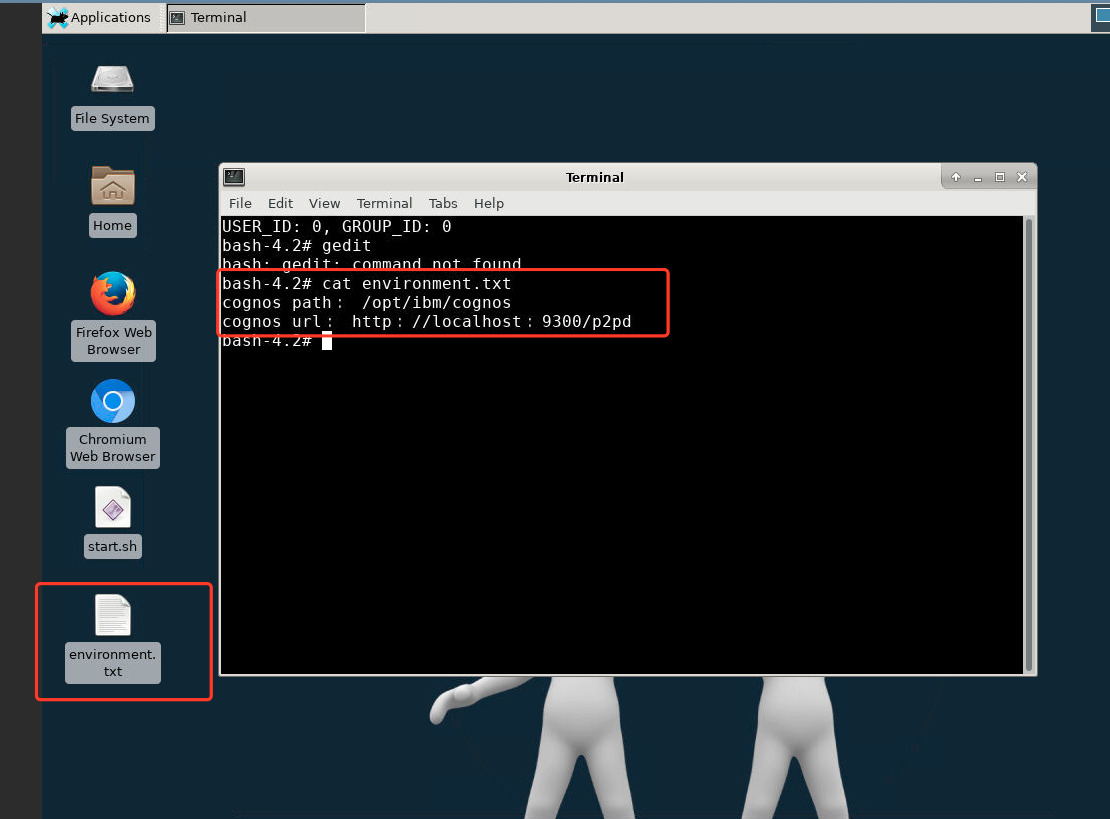 Applications
Terminal
File System
Home
Firefox Web
Browser
Chromium
Web Browser
start.sh
environment.
txt
Terminal
File Edit View Terminal Tabs Help
USER_ID: 0, GROUP_ID: 0
bash-4.2# gedit
bash: gedit: command not found
bash-4.2# cat environment.txt
cognos path： /opt/ibm/cognos
cognos url： http：//localhost：9300/p2pd
bash-4.2#